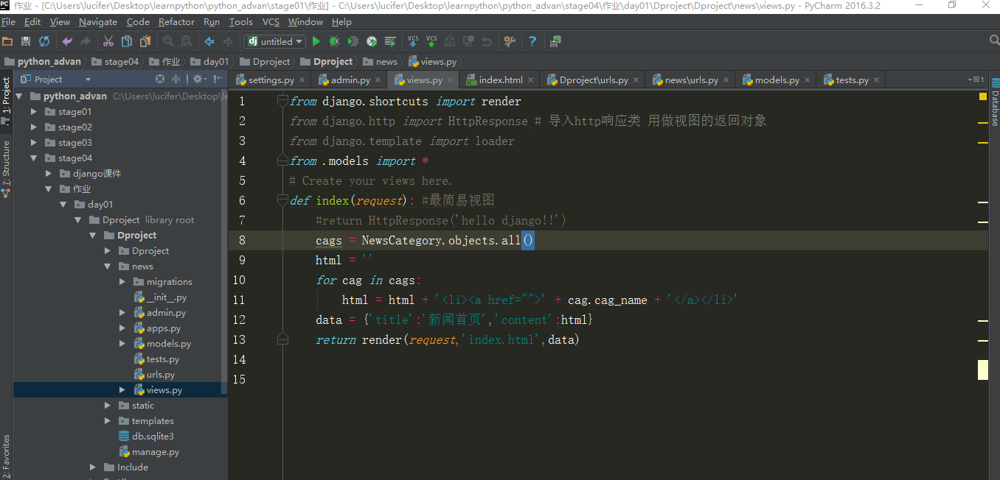 作业 - [C:\Users\lucifer\Desktop\learnpython\python_advan\stage01\作业] - C:\Users\lucifer\Desktop\learnpython\python_advan\stage04\作业\day01\Dproject\Dproject\news\views.py - PyCharm 2016.3.2
File Edit View Navigate Code Refactor Run Tools VCS Window Help
dj untitled VCS VCS
python_advan stage04 作业 day01 Dproject Dproject news views.py
Project
settings.py admin.py views.py index.html Dproject\urls.py news\urls.py models.py tests.py
1: Project
7: Structure
2: Favorites
Database
python_advan C:\Users\lucifer\Desktop\le
stage01
stage02
stage03
stage04
django课件
作业
day01
Dproject library root
Dproject
Dproject
news
migrations
__init__.py
admin.py
apps.py
models.py
tests.py
urls.py
views.py
static
templates
db.sqlite3
manage.py
Include
1 from django.shortcuts import render
2 from django.http import HttpResponse # 导入http响应类 用做视图的返回对象
3 from django.template import loader
4 from .models import *
5 # Create your views here.
6 def index(request): #最简易视图
7 #return HttpResponse('hello django!!')
8 cags = NewsCategory.objects.all()
9 html = ''
10 for cag in cags:
11 html = html + '<li><a href="">' + cag.cag_name + '</a></li>'
12 data = {'title':'新闻首页','content':html}
13 return render(request,'index.html',data)
14
15